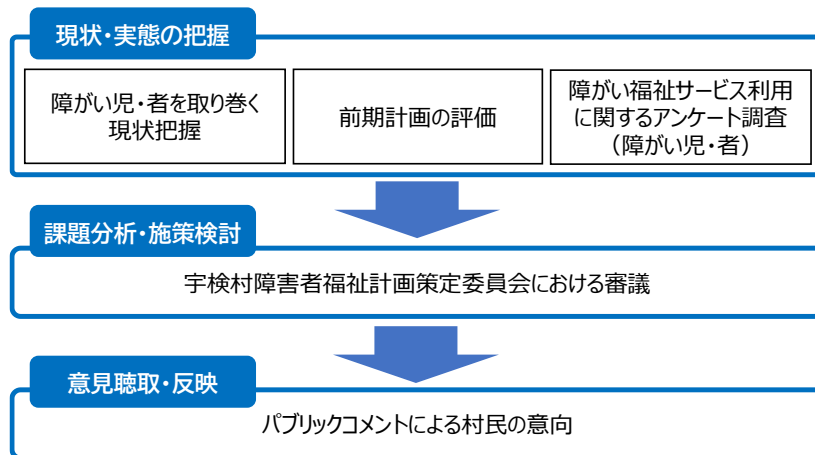 現状・実態の把握
障がい児・者を取り巻く
現状把握
前期計画の評価
障がい福祉サービス利用
に関するアンケート調査
（障がい児・者）
課題分析・施策検討
宇検村障害者福祉計画策定委員会における審議
意見聴取・反映
パブリックコメントによる村民の意向